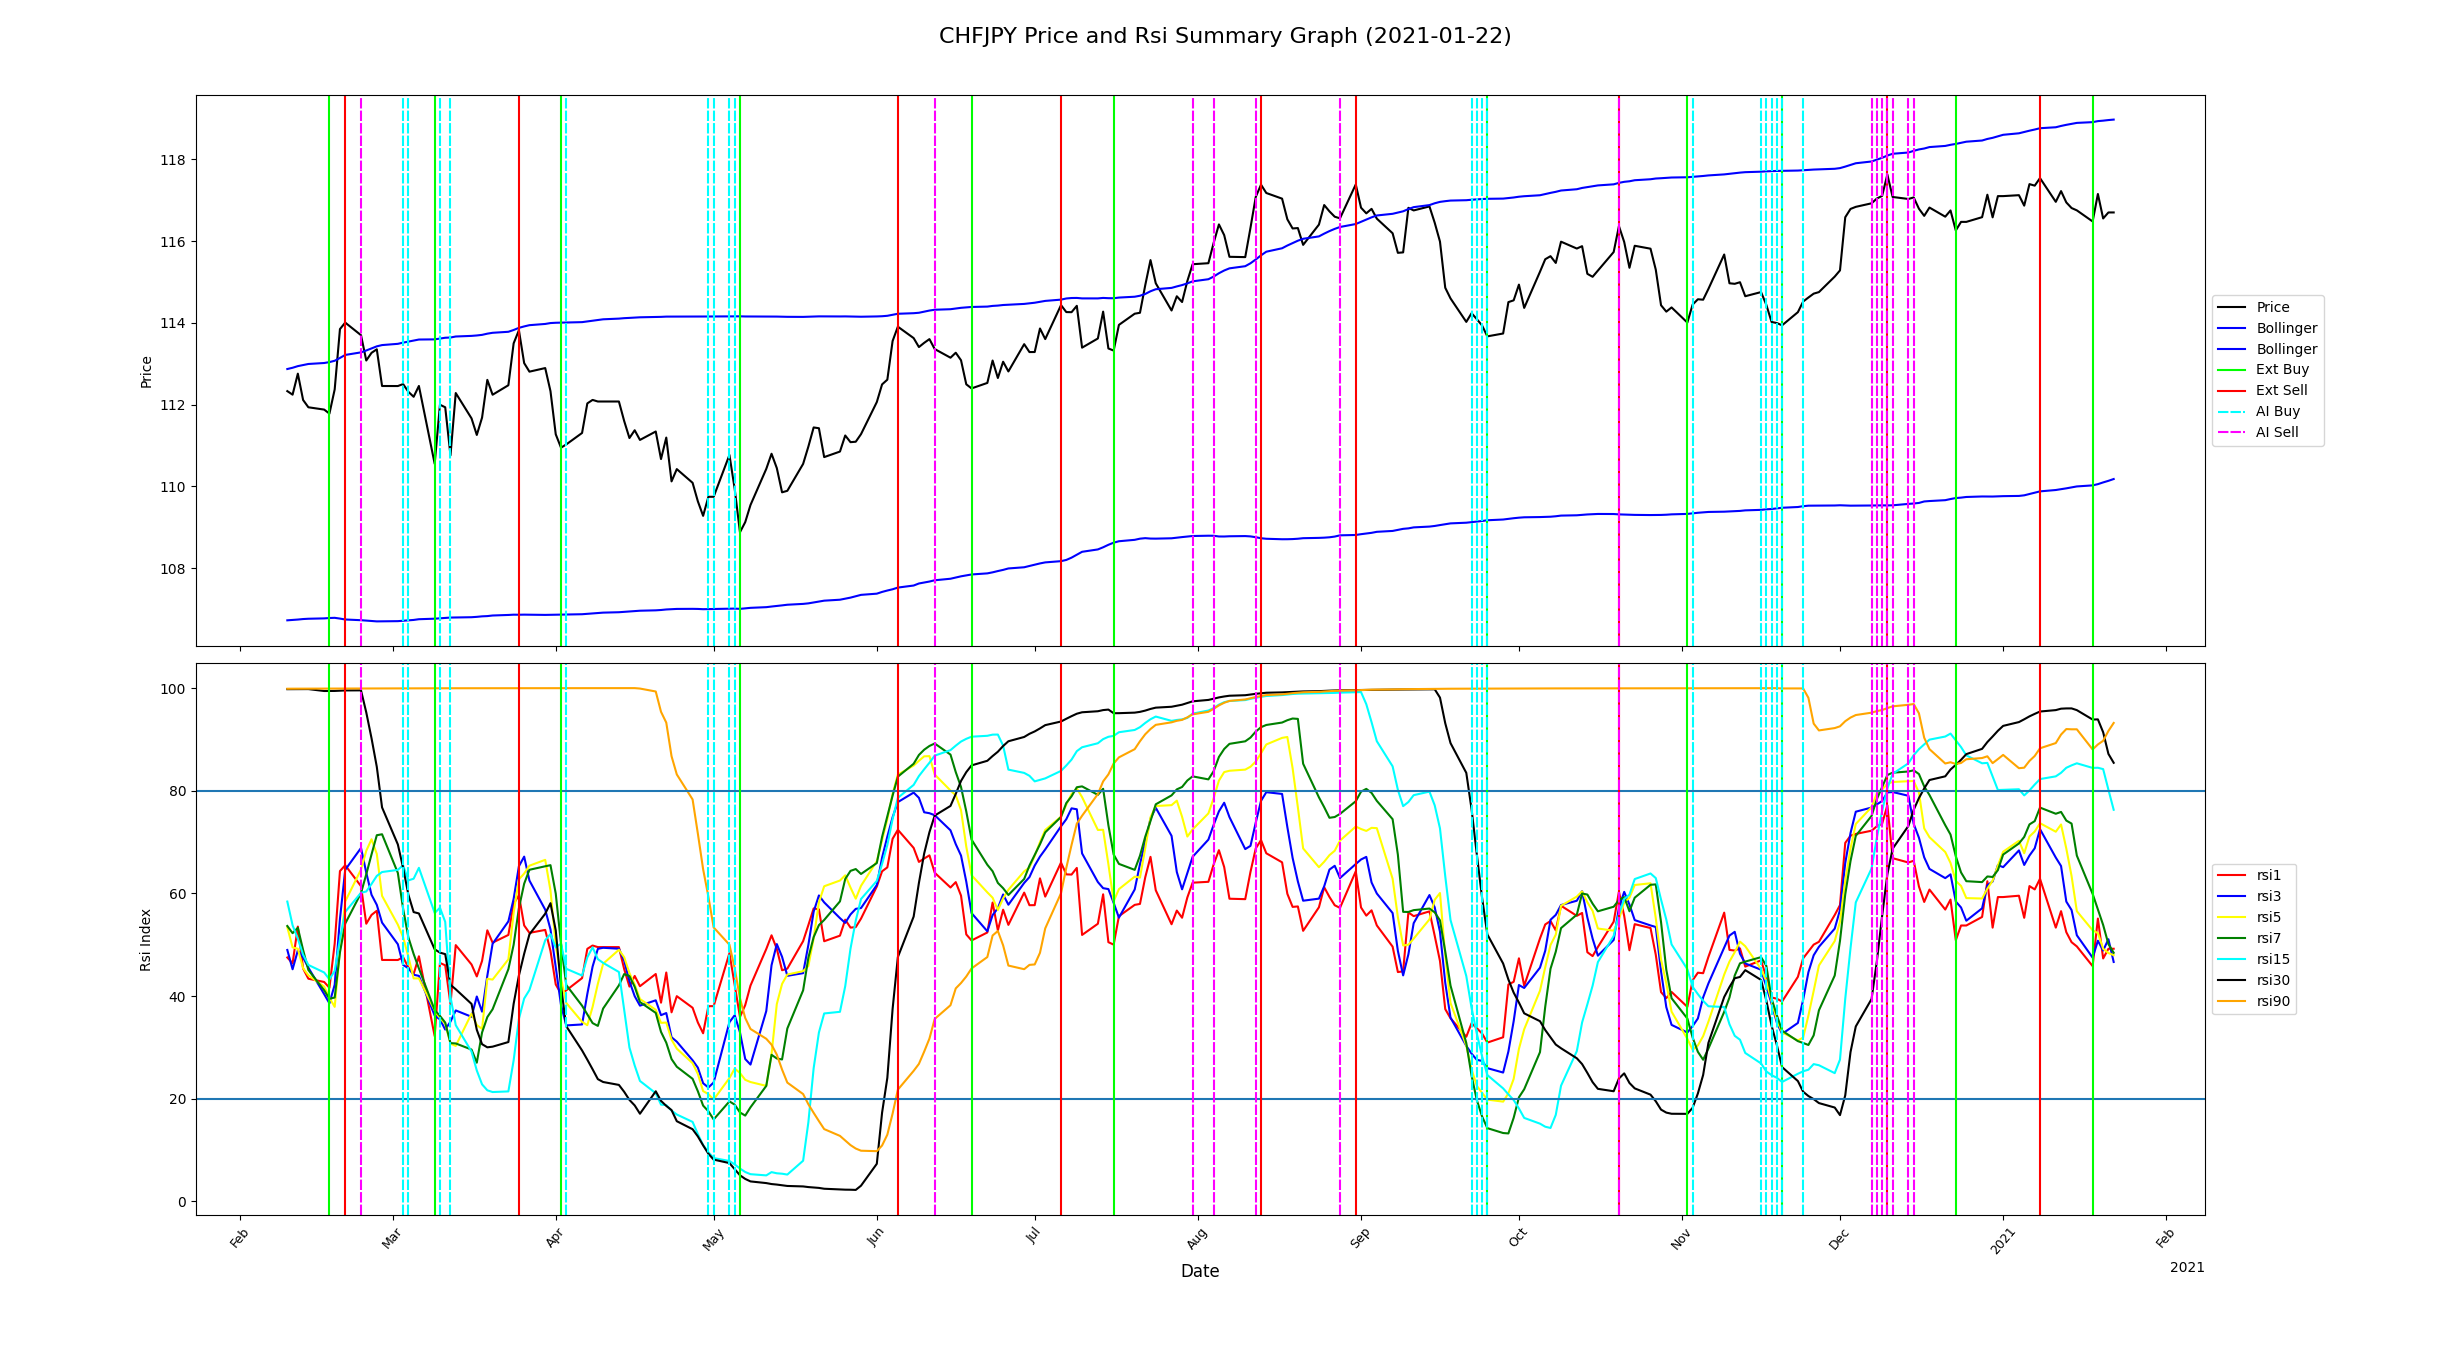 CHFJPY Price and Rsi Summary Graph (2021-01-22)
118
116
114
112
110
108
Price
Price
Bollinger
Bollinger
Ext Buy
Ext Sell
AI Buy
AI Sell
100
80
60
40
20
0
Rsi Index
rsi1
rsi3
rsi5
rsi7
rsi15
rsi30
rsi90
Feb
Mar
Apr
May
Jun
Jul
Aug
Sep
Oct
Nov
Dec
2021
Feb
Date
2021